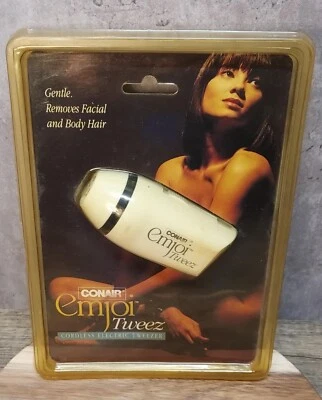 Gentle.
Removes Facial
and Body Hair
CONAIR
emjoi
Tweez
CONAIR
emjoi
Tweez
CORDLESS ELECTRIC TWEEZER